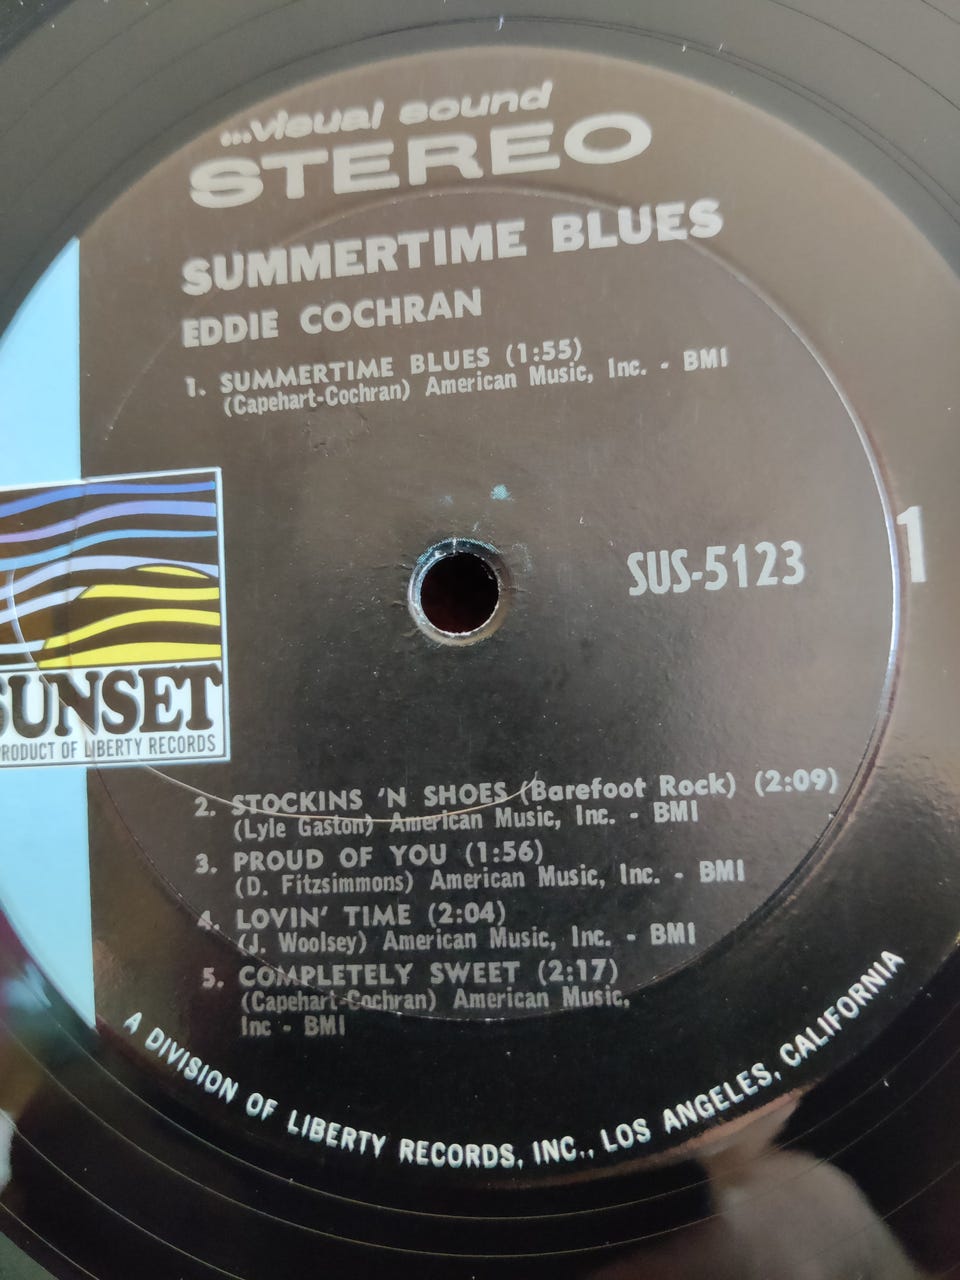 ...visual sound
STEREO
SUMMERTIME BLUES
EDDIE COCHRAN
1. SUMMERTIME BLUES (1:55)
(Capehart-Cochran) American Music, Inc. - BMI
SUS-5123
1
SUNSET
PRODUCT OF LIBERTY RECORDS
2. STOCKINS 'N SHOES (Barefoot Rock) (2:09)
(Lyle Gaston) American Music, Inc. - BMI
3. PROUD OF YOU (1:56)
(D. Fitzsimmons) American Music, Inc. - BMI
4. LOVIN' TIME (2:04)
(J. Woolsey) American Music, Inc. - BMI
5. COMPLETELY SWEET (2:17)
(Capehart-Cochran) American Music,
Inc - BMI
A DIVISION OF LIBERTY RECORDS, INC., LOS ANGELES, CALIFORNIA